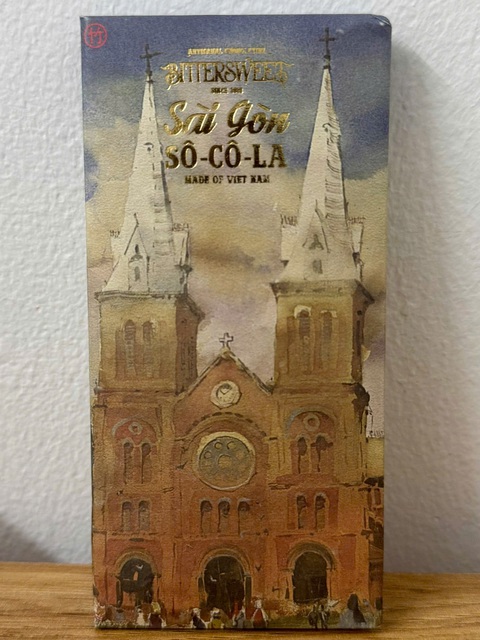 BITTERSWEET
Sài Gòn
SÔ-CÔ-LA
MADE OF VIET NAM